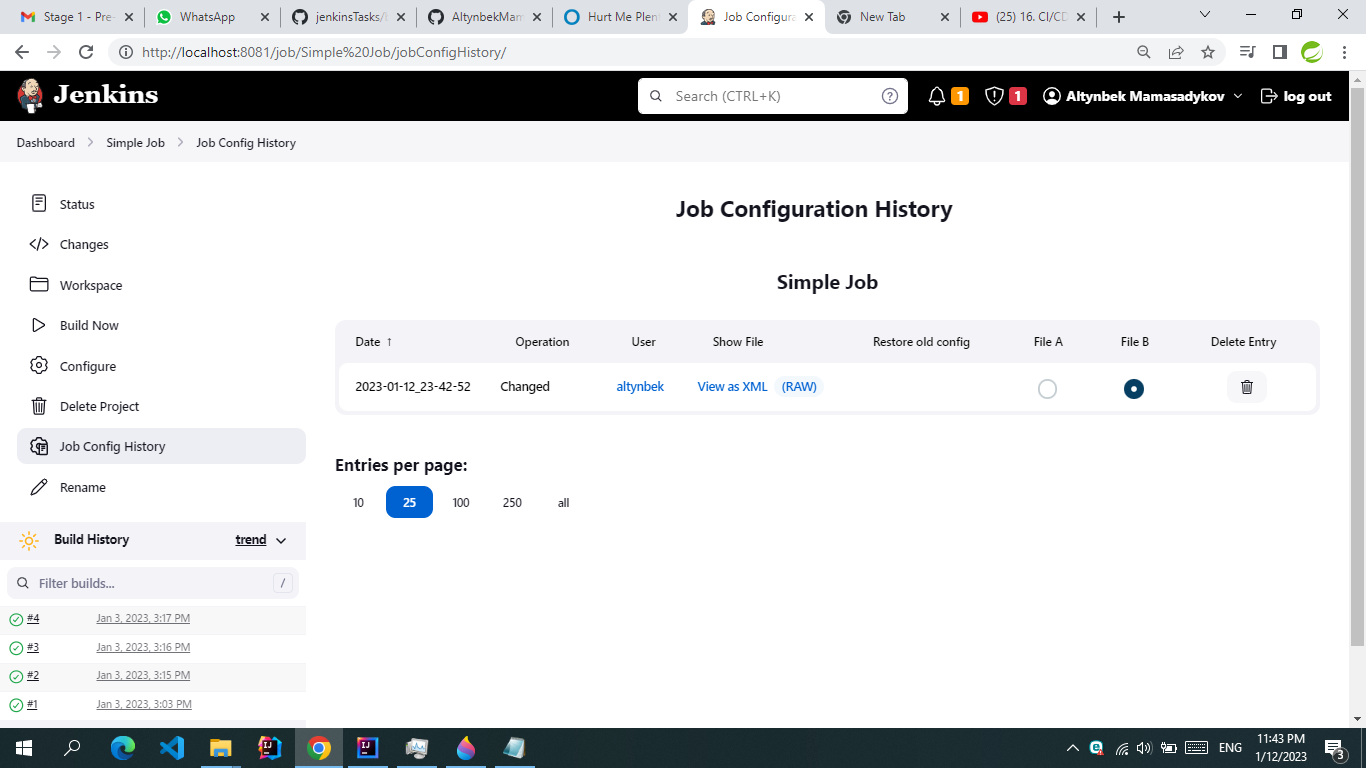 Stage 1 - Pre-
WhatsApp
jenkinsTasks/
AltynbekMam
Hurt Me Plen
Job Configura
New Tab
(25) 16. CI/CD
http://localhost:8081/job/Simple%20Job/jobConfigHistory/
Jenkins
Search (CTRL+K)
?
1
1
Altynbek Mamasadykov
log out
Dashboard
Simple Job
Job Config History
Status
Changes
Workspace
Build Now
Configure
Delete Project
Job Config History
Rename
Build History
trend
Filter builds...
/
#4 Jan 3, 2023, 3:17 PM
#3 Jan 3, 2023, 3:16 PM
#2 Jan 3, 2023, 3:15 PM
#1 Jan 3, 2023, 3:03 PM
Job Configuration History
Simple Job
Date ↑ Operation User Show File Restore old config File A File B Delete Entry
2023-01-12_23-42-52 Changed altynbek View as XML (RAW)
Entries per page:
10 25 100 250 all
ENG
11:43 PM
1/12/2023
3